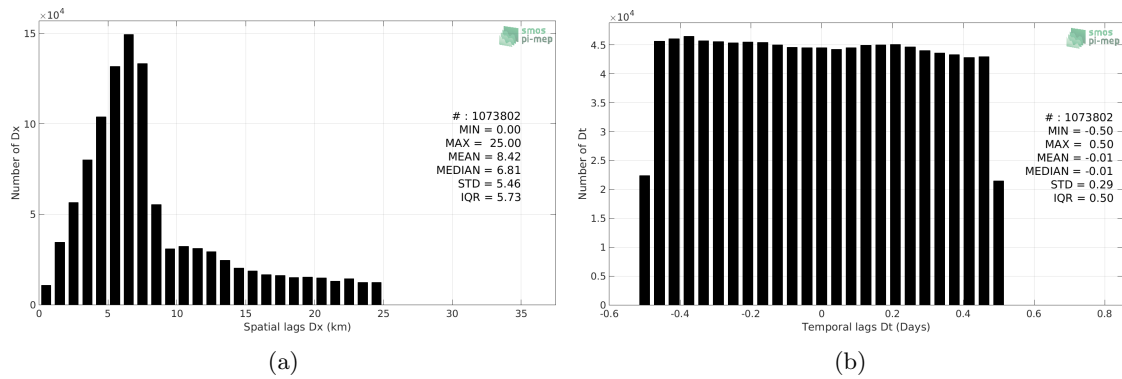 ×10⁴
15
10
5
0
0
5
10
15
20
25
30
35
Number of Dx
Spatial lags Dx (km)
smos
pi-mep
# : 1073802
MIN = 0.00
MAX = 25.00
MEAN = 8.42
MEDIAN = 6.81
STD = 5.46
IQR = 5.73
(a)
×10⁴
4.5
4
3.5
3
2.5
2
1.5
1
0.5
0
-0.6
-0.4
-0.2
0
0.2
0.4
0.6
0.8
Number of Dt
Temporal lags Dt (Days)
smos
pi-mep
# : 1073802
MIN = -0.50
MAX = 0.50
MEAN = -0.01
MEDIAN = -0.01
STD = 0.29
IQR = 0.50
(b)